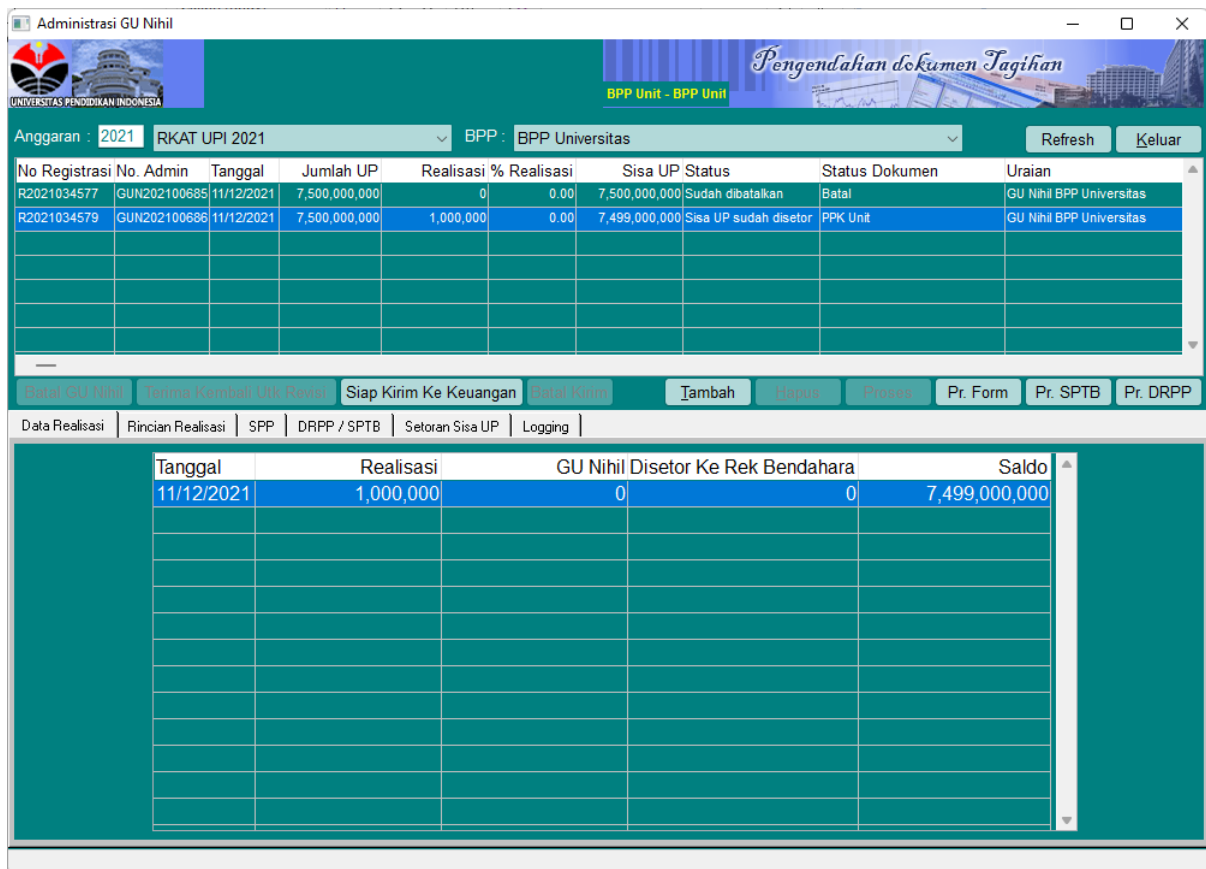 Administrasi GU Nihil
UNIVERSITAS PENDIDIKAN INDONESIA
Pengendalian dokumen Tagihan
BPP Unit - BPP Unit
Anggaran : 2021 RKAT UPI 2021 BPP : BPP Universitas Refresh Keluar
No Registrasi No. Admin Tanggal Jumlah UP Realisasi % Realisasi Sisa UP Status Status Dokumen Uraian
R2021034577 GUN202100685 11/12/2021 7,500,000,000 0 0.00 7,500,000,000 Sudah dibatalkan Batal GU Nihil BPP Universitas
R2021034579 GUN202100686 11/12/2021 7,500,000,000 1,000,000 0.00 7,499,000,000 Sisa UP sudah disetor PPK Unit GU Nihil BPP Universitas
Batal GU Nihil Terima Kembali Utk Revisi Siap Kirim Ke Keuangan Batal Kirim Tambah Hapus Proses Pr. Form Pr. SPTB Pr. DRPP
Data Realisasi Rincian Realisasi SPP DRPP / SPTB Setoran Sisa UP Logging
Tanggal Realisasi GU Nihil Disetor Ke Rek Bendahara Saldo
11/12/2021 1,000,000 0 0 7,499,000,000